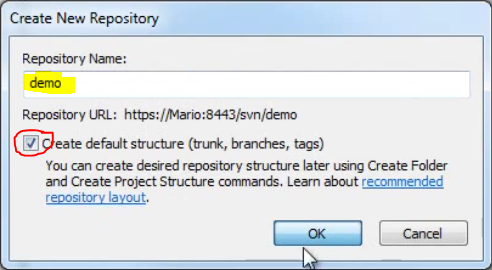 Create New Repository
Repository Name:
demo
Repository URL: https://Mario:8443/svn/demo
Create default structure (trunk, branches, tags)
You can create desired repository structure later using Create Folder
and Create Project Structure commands. Learn about recommended
repository layout.
OK
Cancel